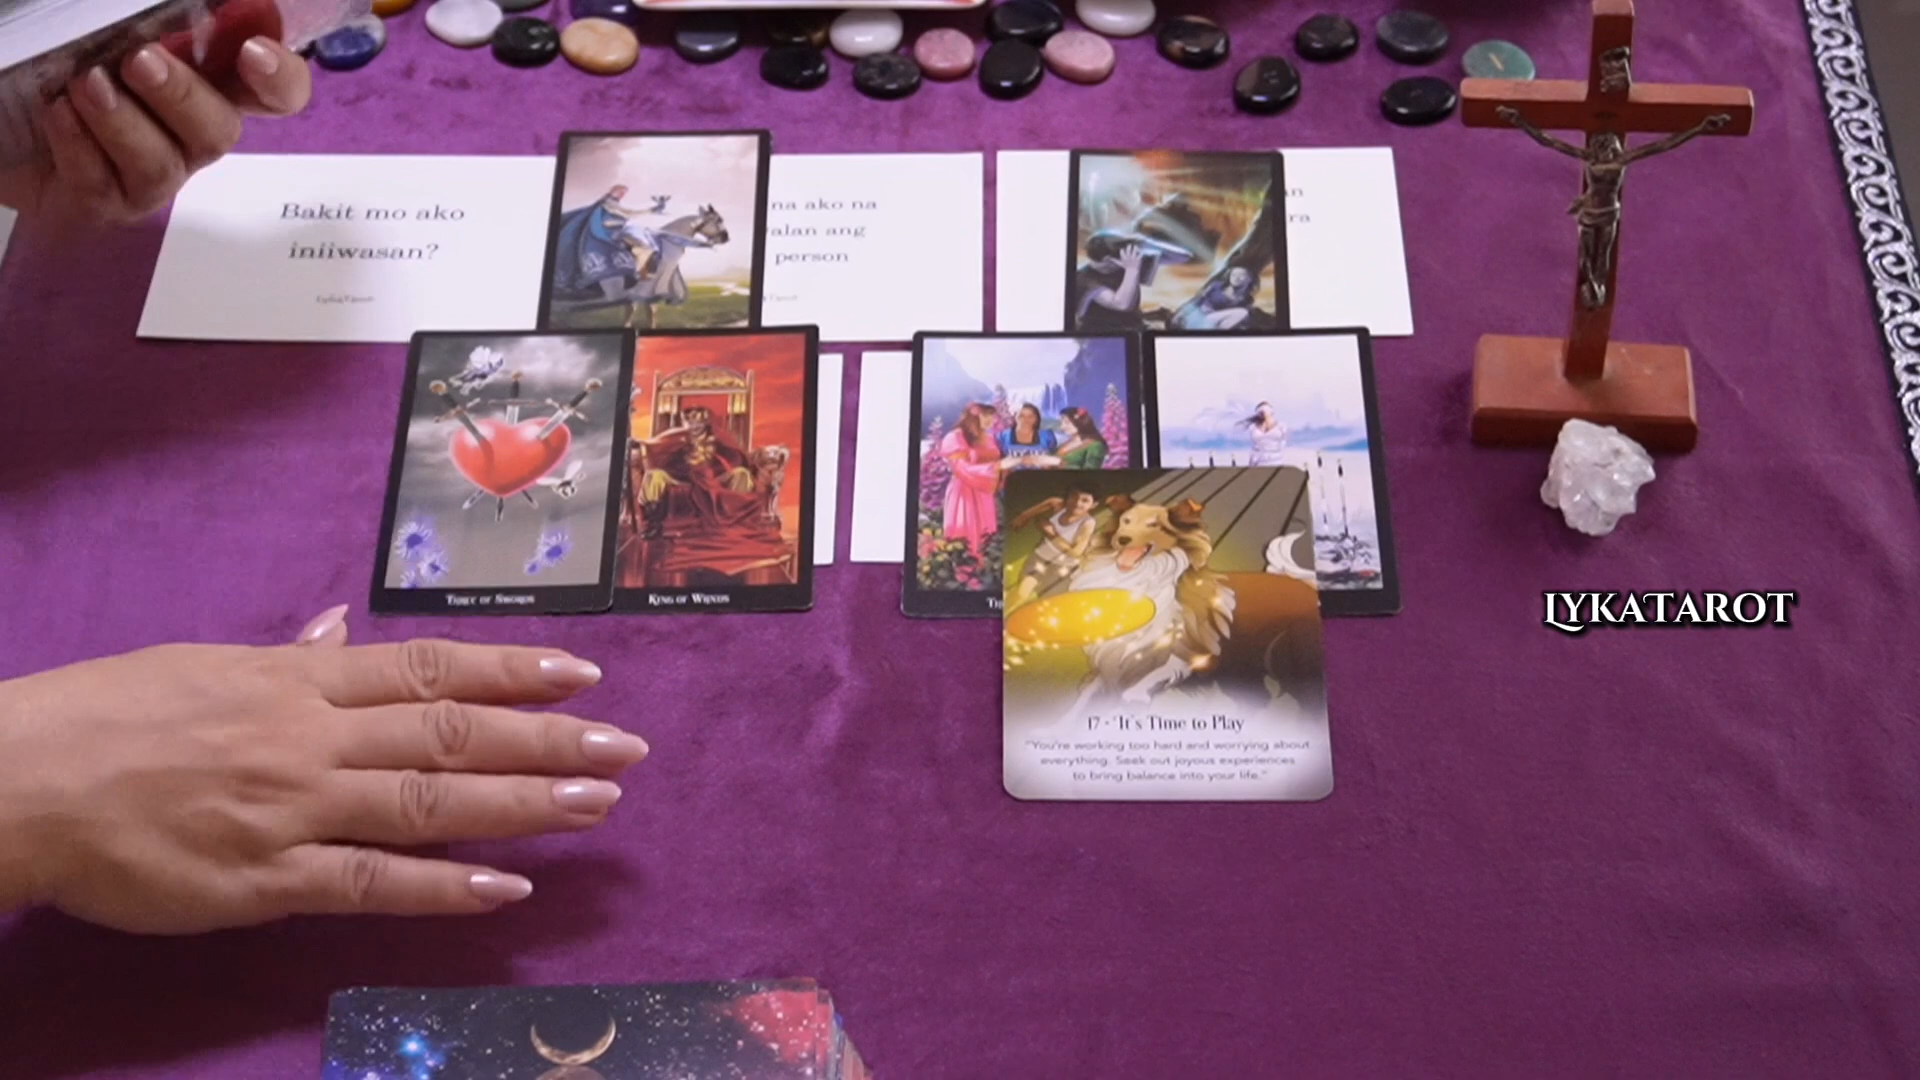 Bakit mo ako
iniiwasan?
LykaTarot
na ako na
alan ang
person
ra
Three of Swords
King of Wands
LYKATAROT
17 - "It's Time to Play
"You're working too hard and worrying about
everything. Seek out joyous experiences
to bring balance into your life."